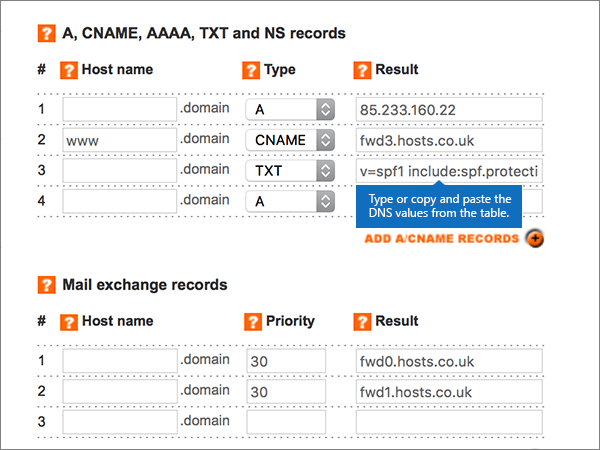 ? A, CNAME, AAAA, TXT and NS records
# ? Host name ? Type ? Result
1 .domain A 85.233.160.22
2 www .domain CNAME fwd3.hosts.co.uk
3 .domain TXT v=spf1 include:spf.protecti
4 .domain A
Type or copy and paste the
DNS values from the table.
ADD A/CNAME RECORDS +
? Mail exchange records
# ? Host name ? Priority ? Result
1 .domain 30 fwd0.hosts.co.uk
2 .domain 30 fwd1.hosts.co.uk
3 .domain